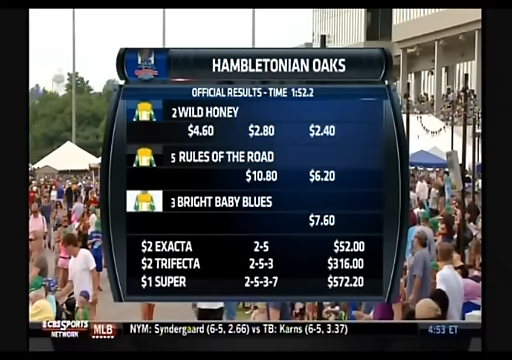 HAMBLETONIAN OAKS
OFFICIAL RESULTS - TIME 1:52.2
2 WILD HONEY
$4.60 $2.80 $2.40
5 RULES OF THE ROAD
$10.80 $6.20
3 BRIGHT BABY BLUES
$7.60
$2 EXACTA 2-5 $52.00
$2 TRIFECTA 2-5-3 $316.00
$1 SUPER 2-5-3-7 $572.20
CBS SPORTS NETWORK MLB NYM: Syndergaard (6-5, 2.66) vs TB: Karns (6-5, 3.37) 4:53 ET